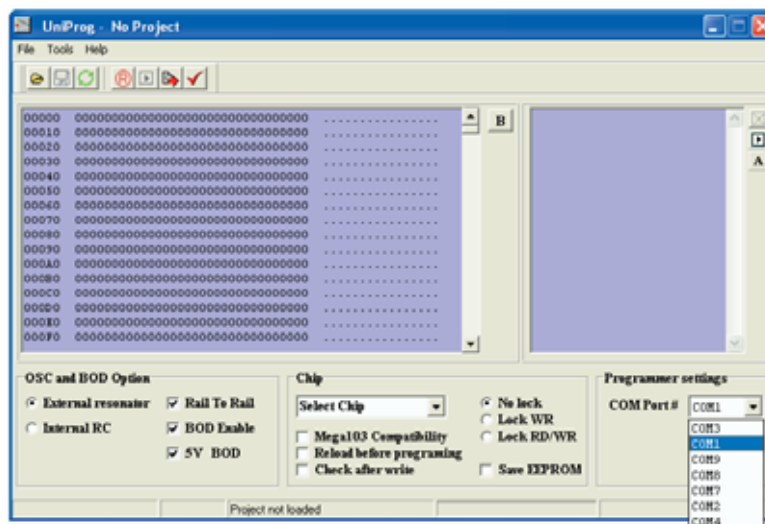 UniProg - No Project
File Tools Help
00000 00000000000000000000000000000000 ................
00010 00000000000000000000000000000000 ................
00020 00000000000000000000000000000000 ................
00030 00000000000000000000000000000000 ................
00040 00000000000000000000000000000000 ................
00050 00000000000000000000000000000000 ................
00060 00000000000000000000000000000000 ................
00070 00000000000000000000000000000000 ................
00080 00000000000000000000000000000000 ................
00090 00000000000000000000000000000000 ................
000A0 00000000000000000000000000000000 ................
000B0 00000000000000000000000000000000 ................
000C0 00000000000000000000000000000000 ................
000D0 00000000000000000000000000000000 ................
000E0 00000000000000000000000000000000 ................
000F0 00000000000000000000000000000000 ................
B
A
OSC and BOD Option
External resonator
Internal RC
Rail To Rail
BOD Enable
5V BOD
Chip
Select Chip
Mega103 Compatibility
Reload before programing
Check after write
No lock
Lock WR
Lock RD/WR
Save EEPROM
Programmer settings
COM Port# COM1
COM3
COM1
COM9
COM8
COM7
COM2
COM4
Project not loaded